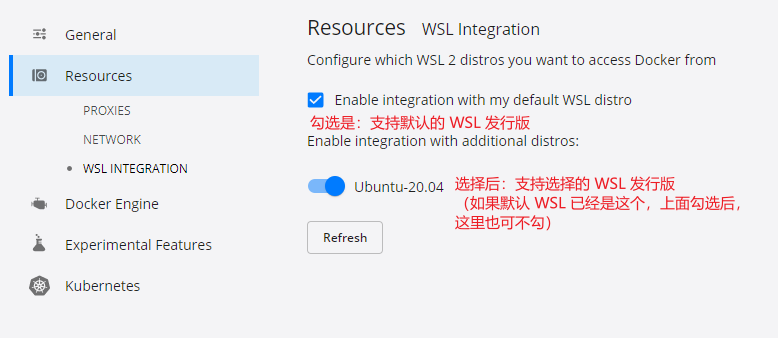 General
Resources
PROXIES
NETWORK
WSL INTEGRATION
Docker Engine
Experimental Features
Kubernetes
Resources WSL Integration
Configure which WSL 2 distros you want to access Docker from
Enable integration with my default WSL distro
勾选是：支持默认的 WSL 发行版
Enable integration with additional distros:
Ubuntu-20.04
选择后：支持选择的 WSL 发行版
（如果默认 WSL 已经是这个，上面勾选后，
这里也可不勾）
Refresh